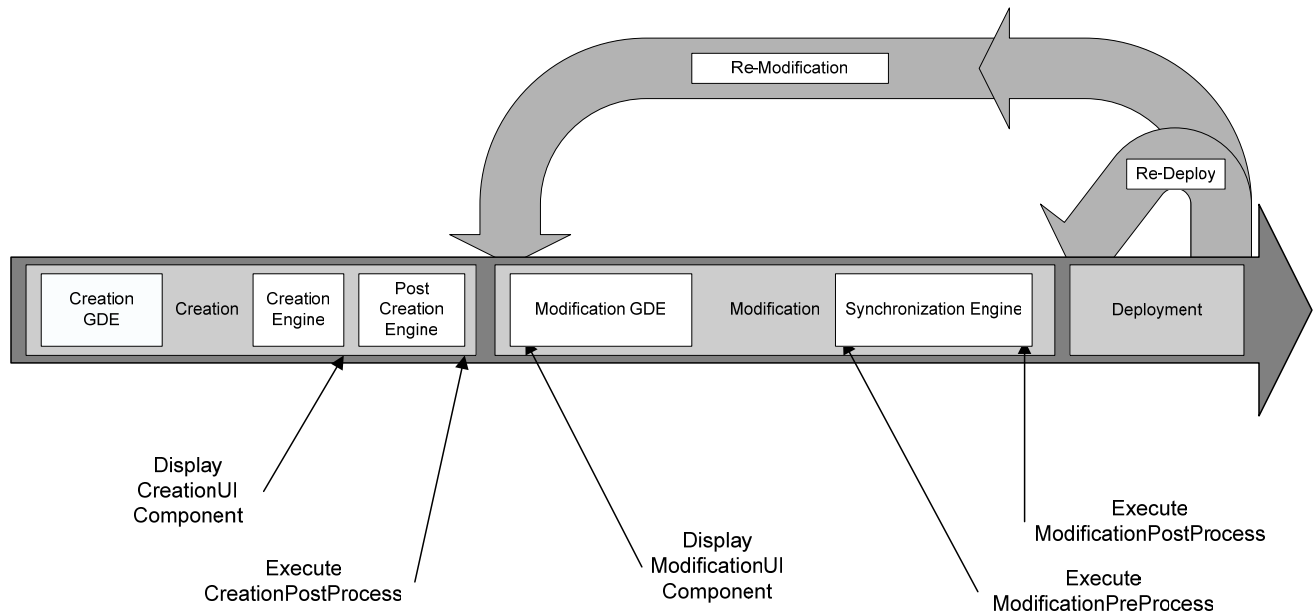 Re-Modification
Re-Deploy
Creation
GDE
Creation
Creation
Engine
Post
Creation
Engine
Modification GDE
Modification
Synchronization Engine
Deployment
Display
CreationUI
Component
Execute
CreationPostProcess
Display
ModificationUI
Component
Execute
ModificationPostProcess
Execute
ModificationPreProcess